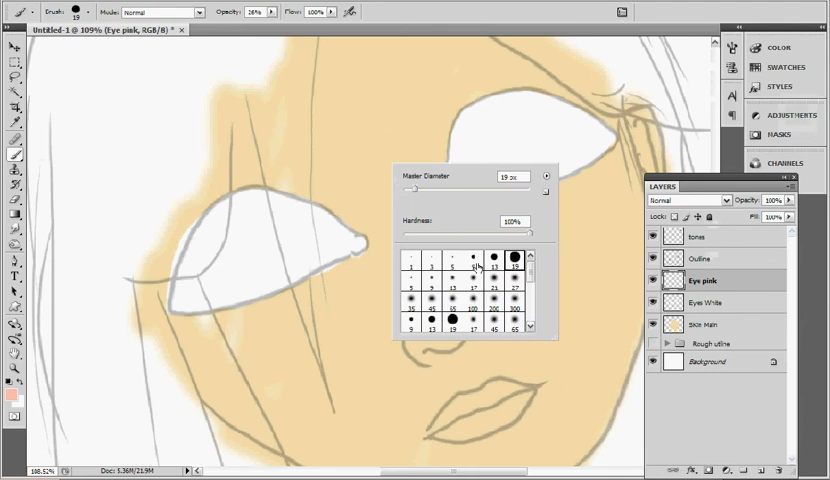 Brush:
19
Mode: Normal
Opacity: 26%
Flow: 100%
Untitled-1 @ 109% (Eye pink, RGB/8) *
COLOR
SWATCHES
STYLES
ADJUSTMENTS
MASKS
CHANNELS
Master Diameter
19 px
Hardness:
100%
1 3 5 9 13 19
5 9 13 17 21 27
35 45 65 100 200 300
9 13 19 17 45 65
LAYERS
Normal
Opacity: 100%
Lock:
Fill: 100%
tones
Outline
Eye pink
Eyes White
Skin Main
Rough utline
Background
108.52%
Doc: 5.36M/21.9M